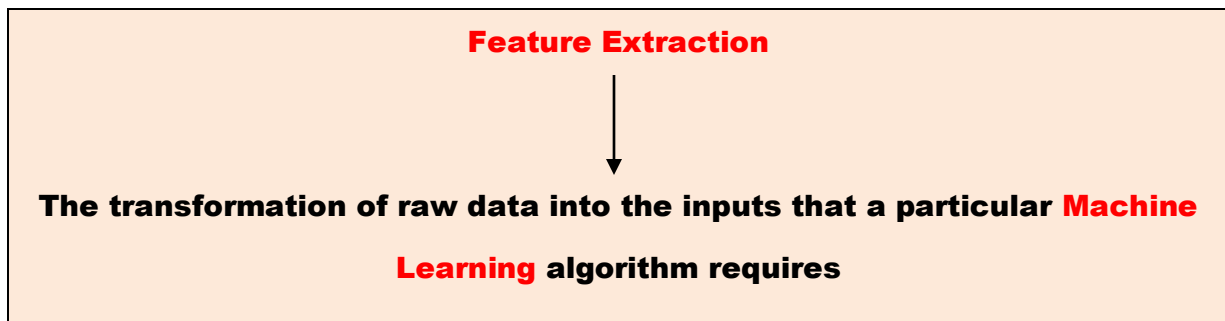 Feature Extraction
The transformation of raw data into the inputs that a particular Machine
Learning algorithm requires